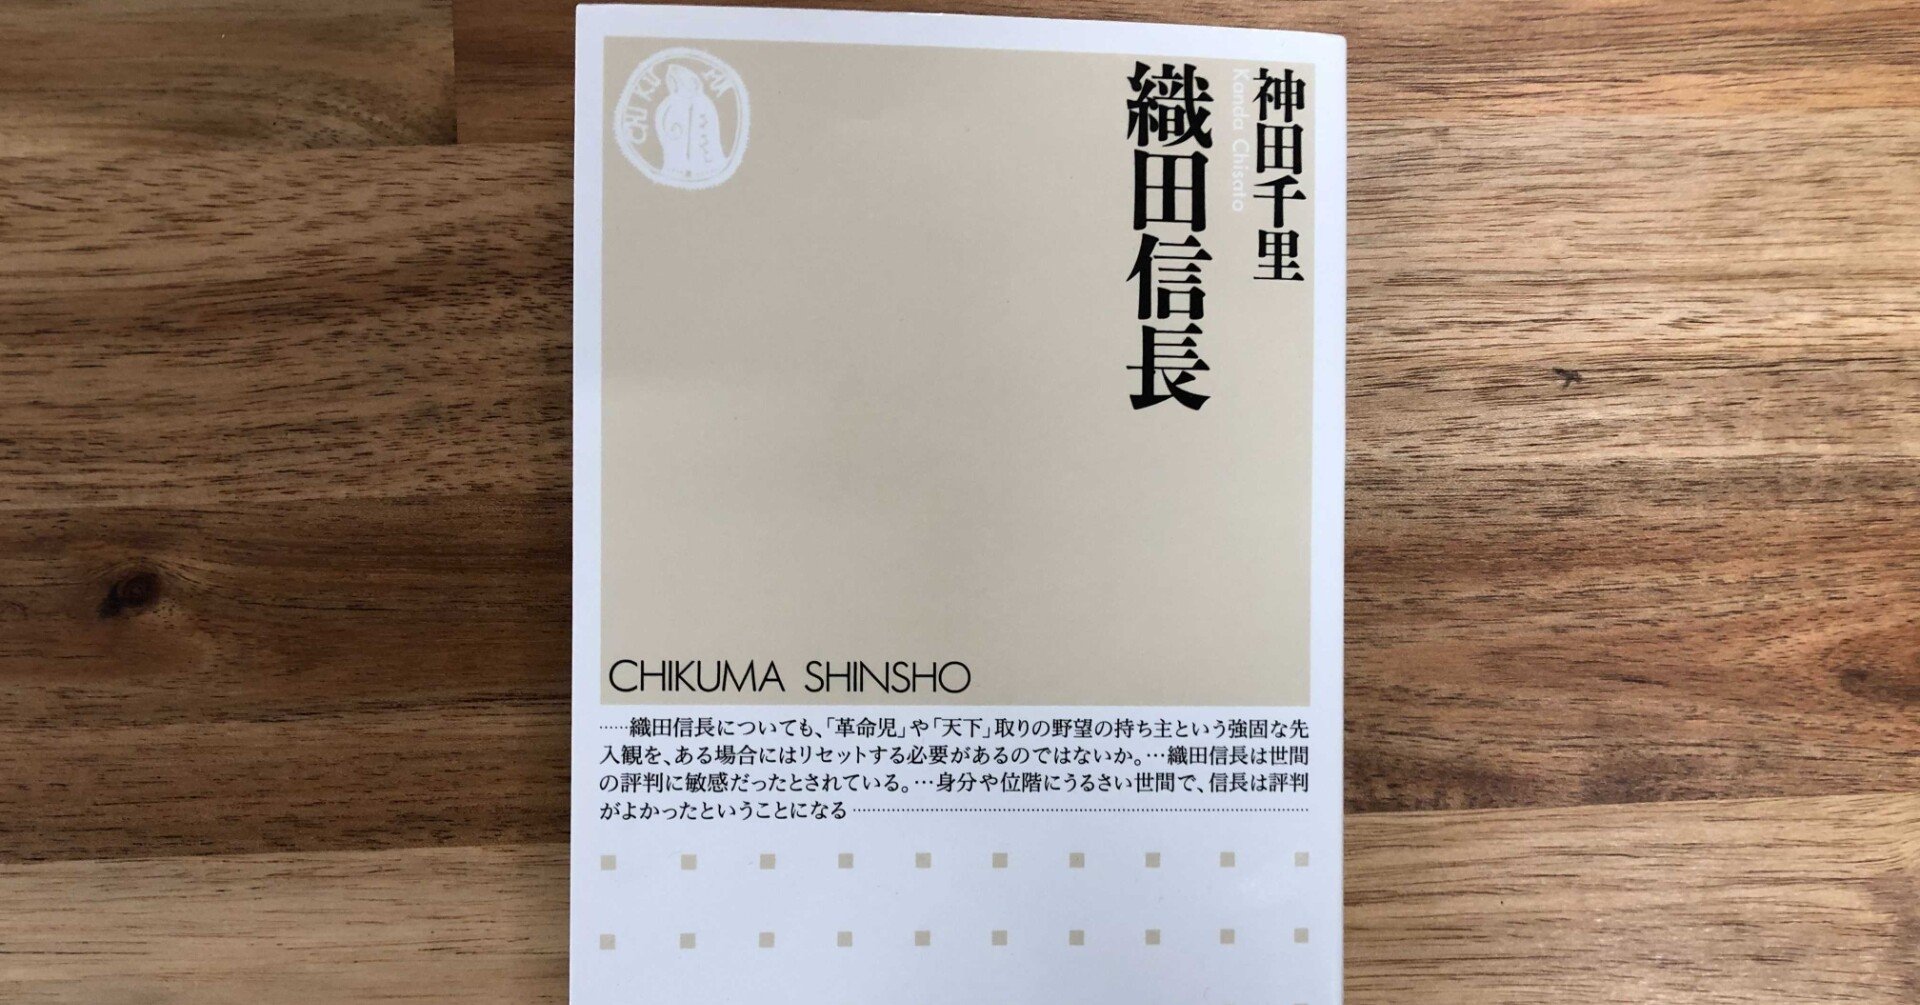 神田千里
Kanda Chisato
織田信長
CHIKUMA
CHIKUMA SHINSHO
……織田信長についても、「革命児」や「天下」取りの野望の持ち主という強固な先
入観を、ある場合にはリセットする必要があるのではないか。…織田信長は世間
の評判に敏感だったとされている。…身分や位階にうるさい世間で、信長は評判
がよかったということになる……………………………………………………